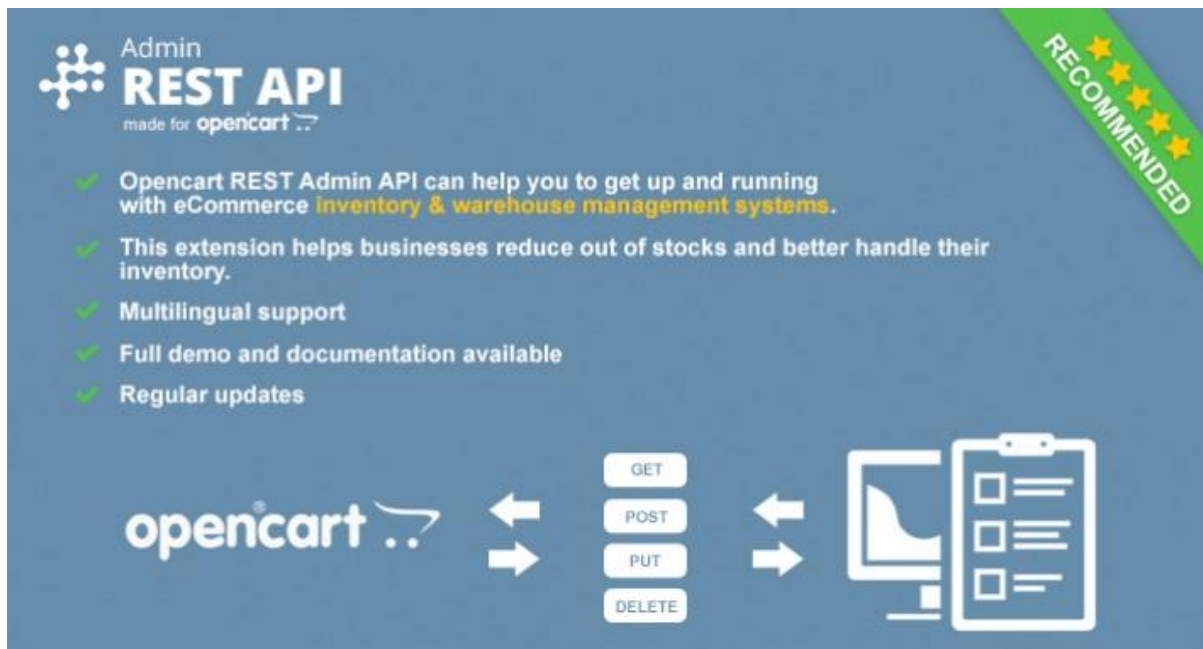 Admin
REST API
made for opencart
RECOMMENDED
Opencart REST Admin API can help you to get up and running
with eCommerce inventory & warehouse management systems.
This extension helps businesses reduce out of stocks and better handle their
inventory.
Multilingual support
Full demo and documentation available
Regular updates
GET
POST
opencart
PUT
DELETE